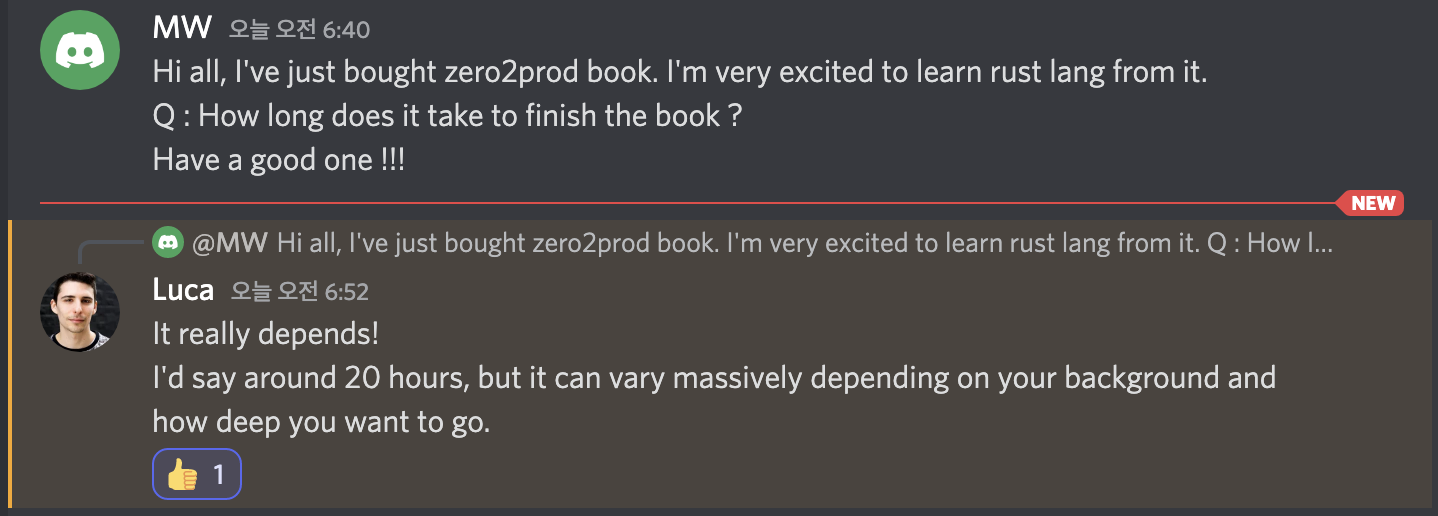 MW 오늘 오전 6:40
Hi all, I've just bought zero2prod book. I'm very excited to learn rust lang from it.
Q : How long does it take to finish the book ?
Have a good one !!!
NEW
@MW Hi all, I've just bought zero2prod book. I'm very excited to learn rust lang from it. Q : How l...
Luca 오늘 오전 6:52
It really depends!
I'd say around 20 hours, but it can vary massively depending on your background and
how deep you want to go.
👍 1